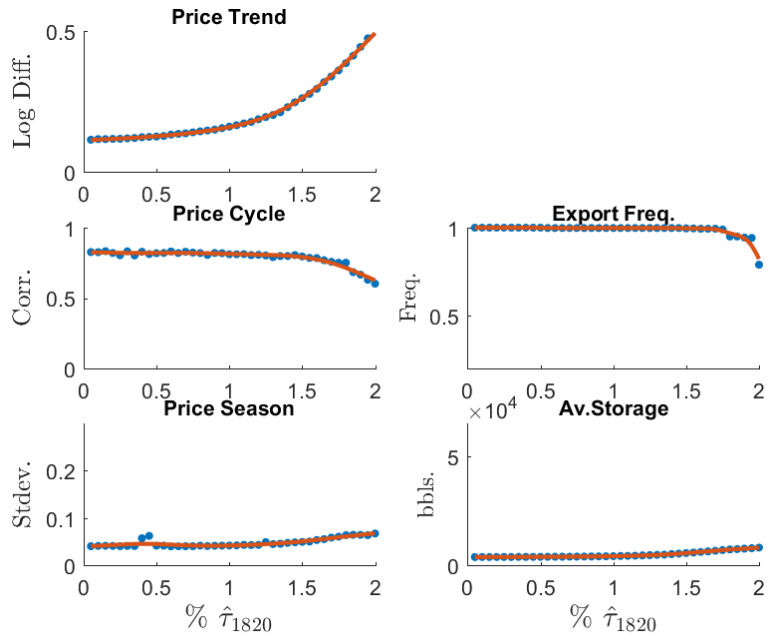 Price Trend
Log Diff.
0.5
0
0 0.5 1 1.5 2
Price Cycle
Corr.
1
0.5
0
0 0.5 1 1.5 2
Export Freq.
Freq.
1
0.5
0 0.5 1 1.5 2
Price Season
Stdev.
0.2
0.1
0
0 0.5 1 1.5 2
% τ̂1820
×10^4
Av.Storage
bbls.
5
0
0 0.5 1 1.5 2
% τ̂1820